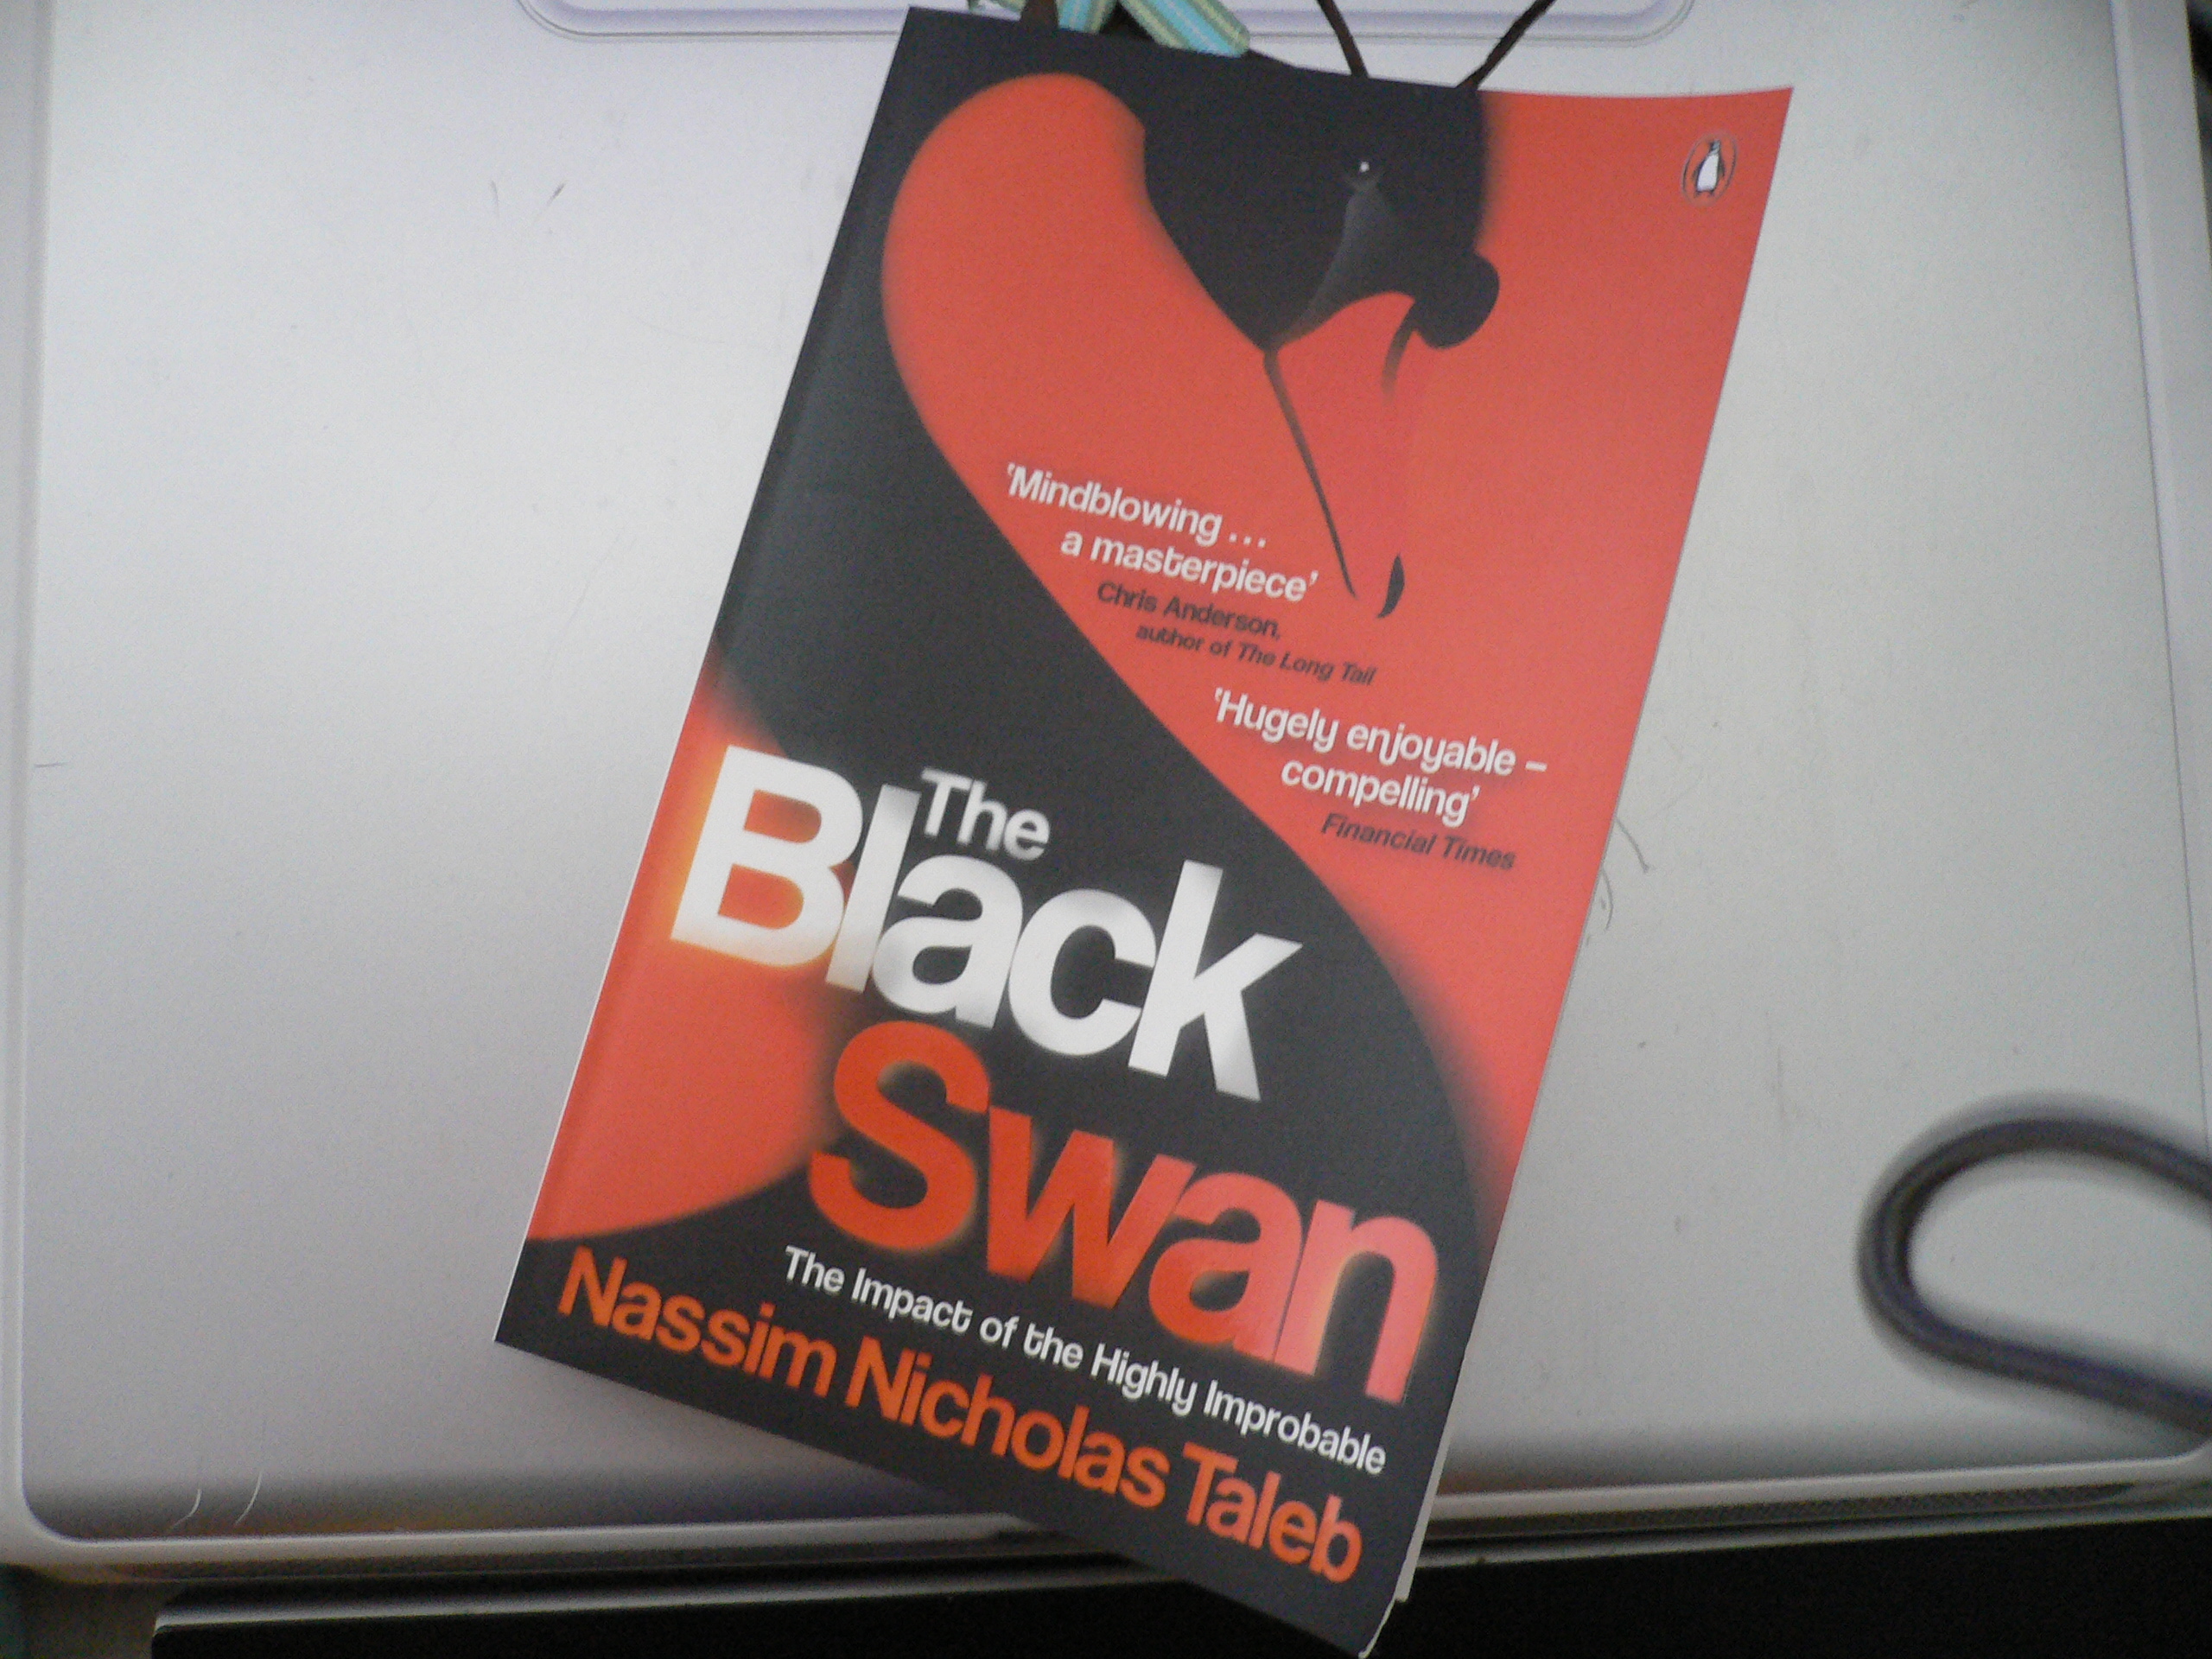 'Mindblowing ...
a masterpiece'
Chris Anderson,
author of The Long Tail
'Hugely enjoyable –
compelling'
Financial Times
The
Black
Swan
The Impact of the Highly Improbable
Nassim Nicholas Taleb